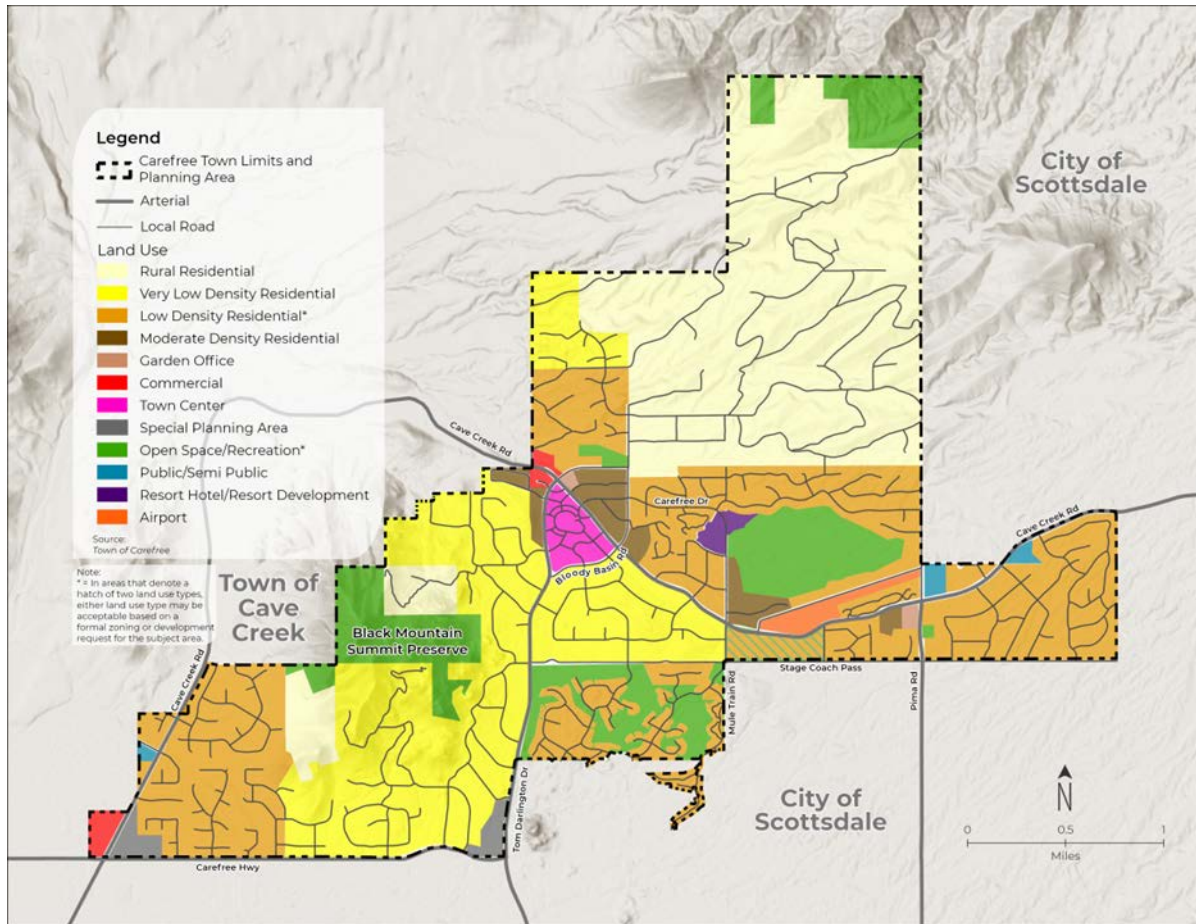 Legend
Carefree Town Limits and
Planning Area
Arterial
Local Road
Land Use
Rural Residential
Very Low Density Residential
Low Density Residential*
Moderate Density Residential
Garden Office
Commercial
Town Center
Special Planning Area
Open Space/Recreation*
Public/Semi Public
Resort Hotel/Resort Development
Airport
Source:
Town of Carefree
Note:
* = In areas that denote a
hatch of two land use types,
either land use type may be
acceptable based on a
formal zoning or development
request for the subject area.
City of
Scottsdale
Cave Creek Rd
Carefree Dr
Cave Creek Rd
Bloody Basin Rd
Town of
Cave
Creek
Black Mountain
Summit Preserve
Stage Coach Pass
Cave Creek Rd
Mule Train Rd
Pima Rd
Tom Darlington Dr
City of
Scottsdale
N
0
0.5
1
Miles
Carefree Hwy